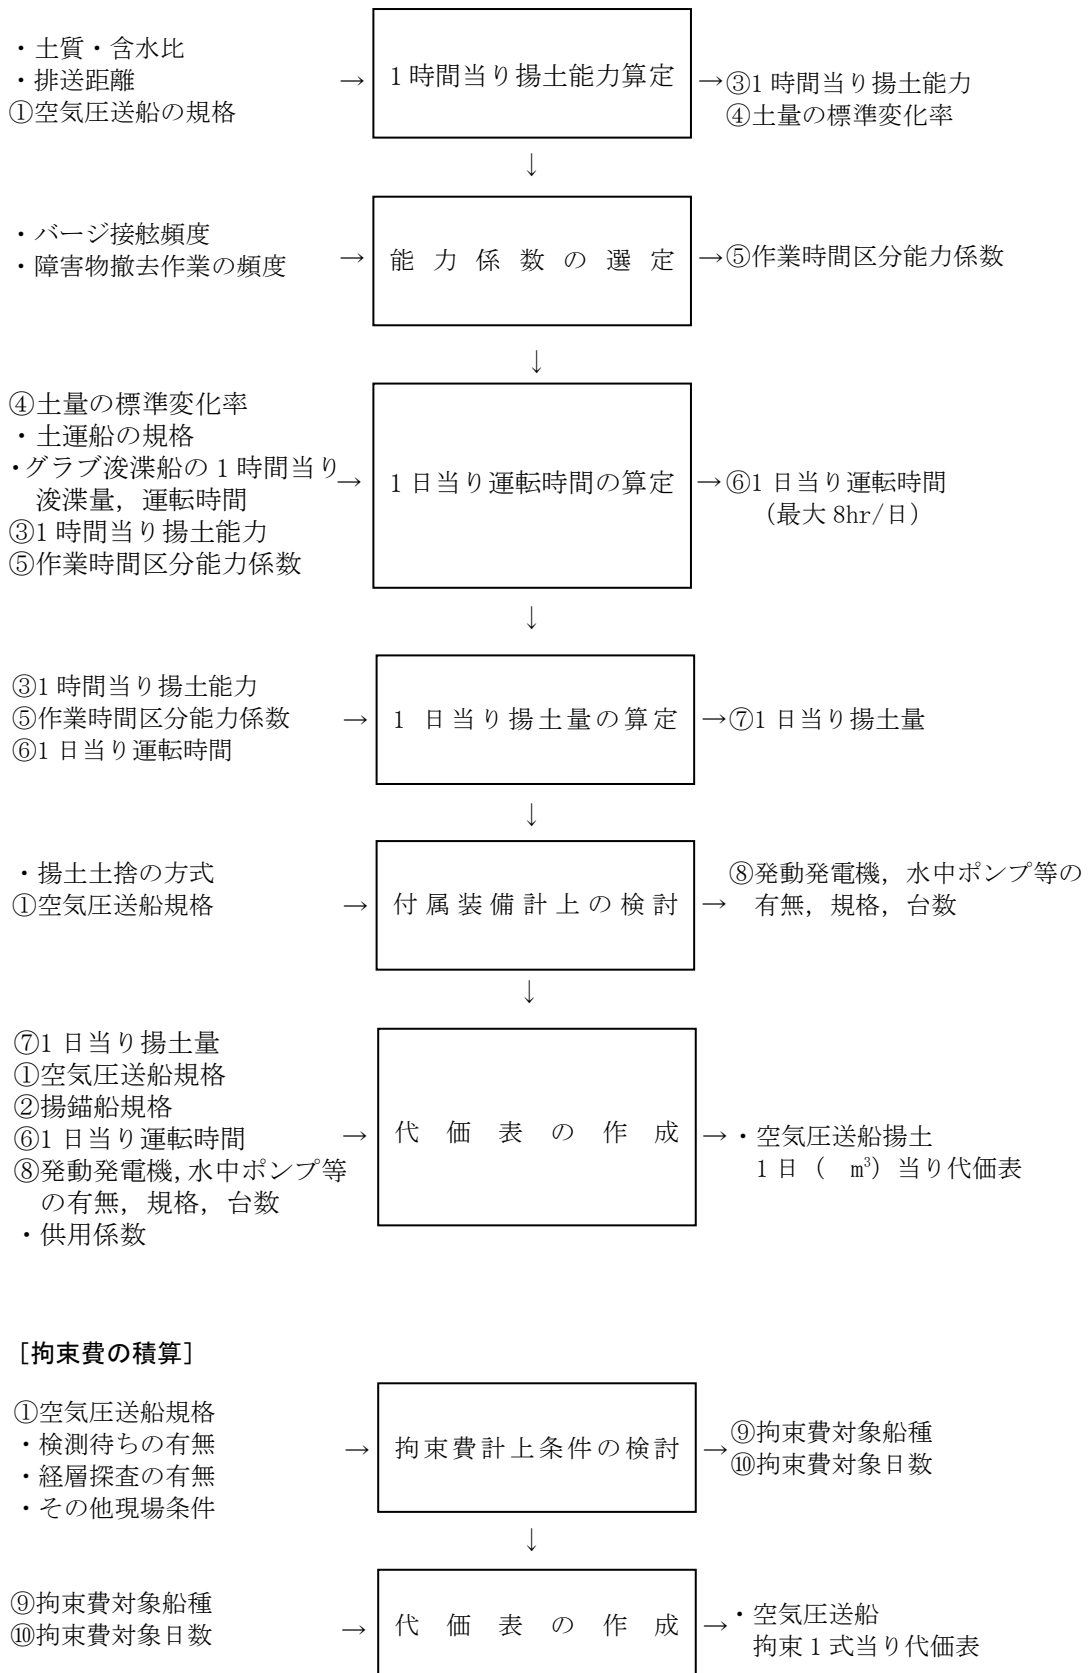 ・土質・含水比
・排送距離
①空気圧送船の規格
→
1時間当り揚土能力算定
→③1時間当り揚土能力
④土量の標準変化率
↓
・バージ接舷頻度
・障害物撤去作業の頻度
→
能力係数の選定
→⑤作業時間区分能力係数
↓
④土量の標準変化率
・土運船の規格
・グラブ浚渫船の1時間当り
浚渫量，運転時間
③1時間当り揚土能力
⑤作業時間区分能力係数
→
1日当り運転時間の算定
→⑥1日当り運転時間
（最大8hr/日）
↓
③1時間当り揚土能力
⑤作業時間区分能力係数
⑥1日当り運転時間
→
1日当り揚土量の算定
→⑦1日当り揚土量
↓
・揚土土捨の方式
①空気圧送船規格
→
付属装備計上の検討
→
⑧発動発電機，水中ポンプ等の
有無，規格，台数
↓
⑦1日当り揚土量
①空気圧送船規格
②揚錨船規格
⑥1日当り運転時間
⑧発動発電機，水中ポンプ等
の有無，規格，台数
・供用係数
→
代価表の作成
→・空気圧送船揚土
1日（　m³）当り代価表
［拘束費の積算］
①空気圧送船規格
・検測待ちの有無
・経層探査の有無
・その他現場条件
→
拘束費計上条件の検討
→⑨拘束費対象船種
⑩拘束費対象日数
↓
⑨拘束費対象船種
⑩拘束費対象日数
→
代価表の作成
→・空気圧送船
拘束1式当り代価表